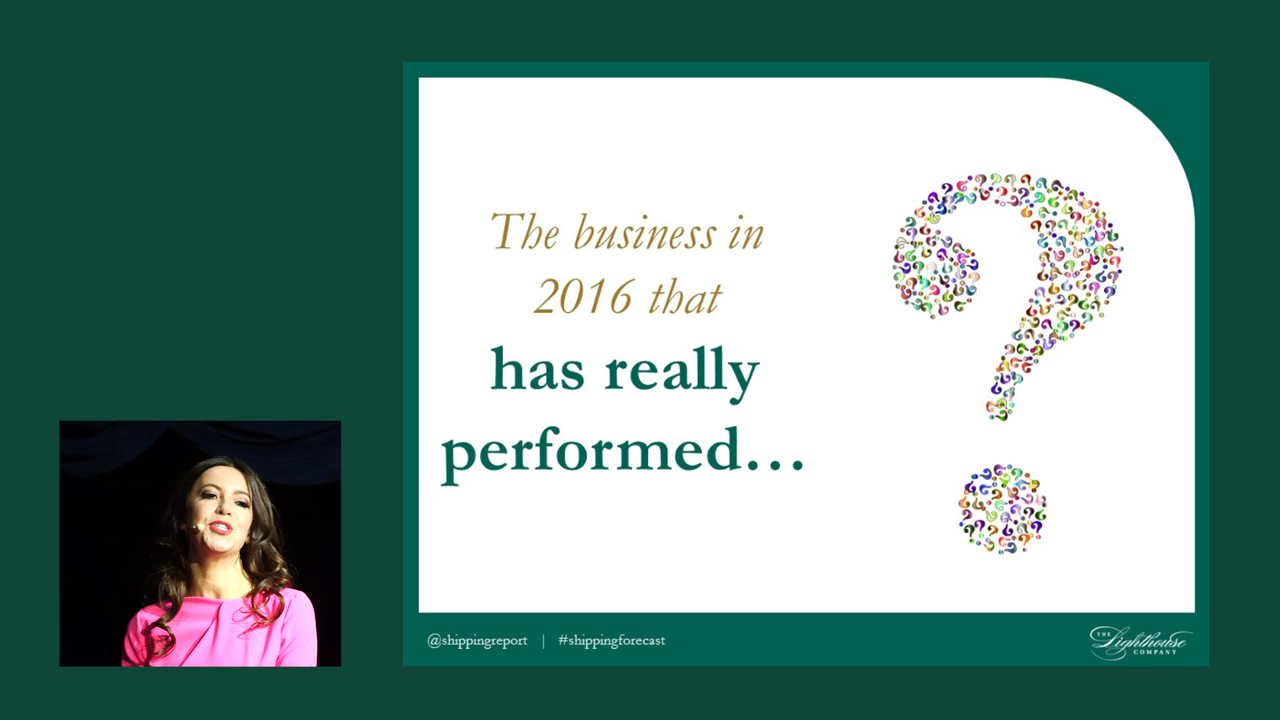 The business in
2016 that
has really
performed...
@shippingreport | #shippingforecast
THE
Lighthouse
COMPANY